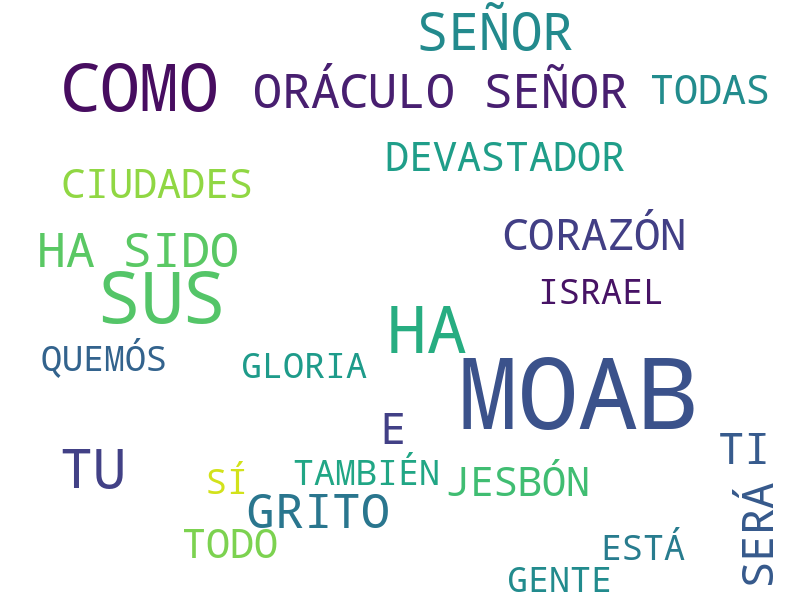 SEÑOR
COMO
ORÁCULO SEÑOR
TODAS
DEVASTADOR
CIUDADES
CORAZÓN
HA SIDO
SUS
ISRAEL
HA
QUEMÓS
GLORIA
MOAB
E
TI
TU
SÍ
TAMBIÉN
JESBÓN
GRITO
SERÁ
TODO
ESTÁ
GENTE